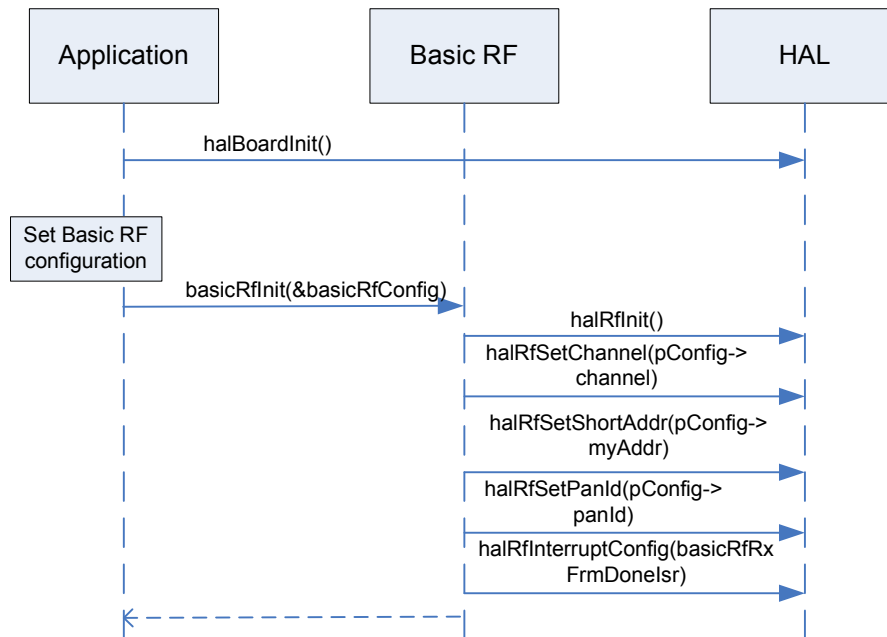 Application
Basic RF
HAL
halBoardInit()
Set Basic RF
configuration
basicRfInit(&basicRfConfig)
halRfInit()
halRfSetChannel(pConfig->
channel)
halRfSetShortAddr(pConfig->
myAddr)
halRfSetPanId(pConfig->
panId)
halRfInterruptConfig(basicRfRx
FrmDoneIsr)